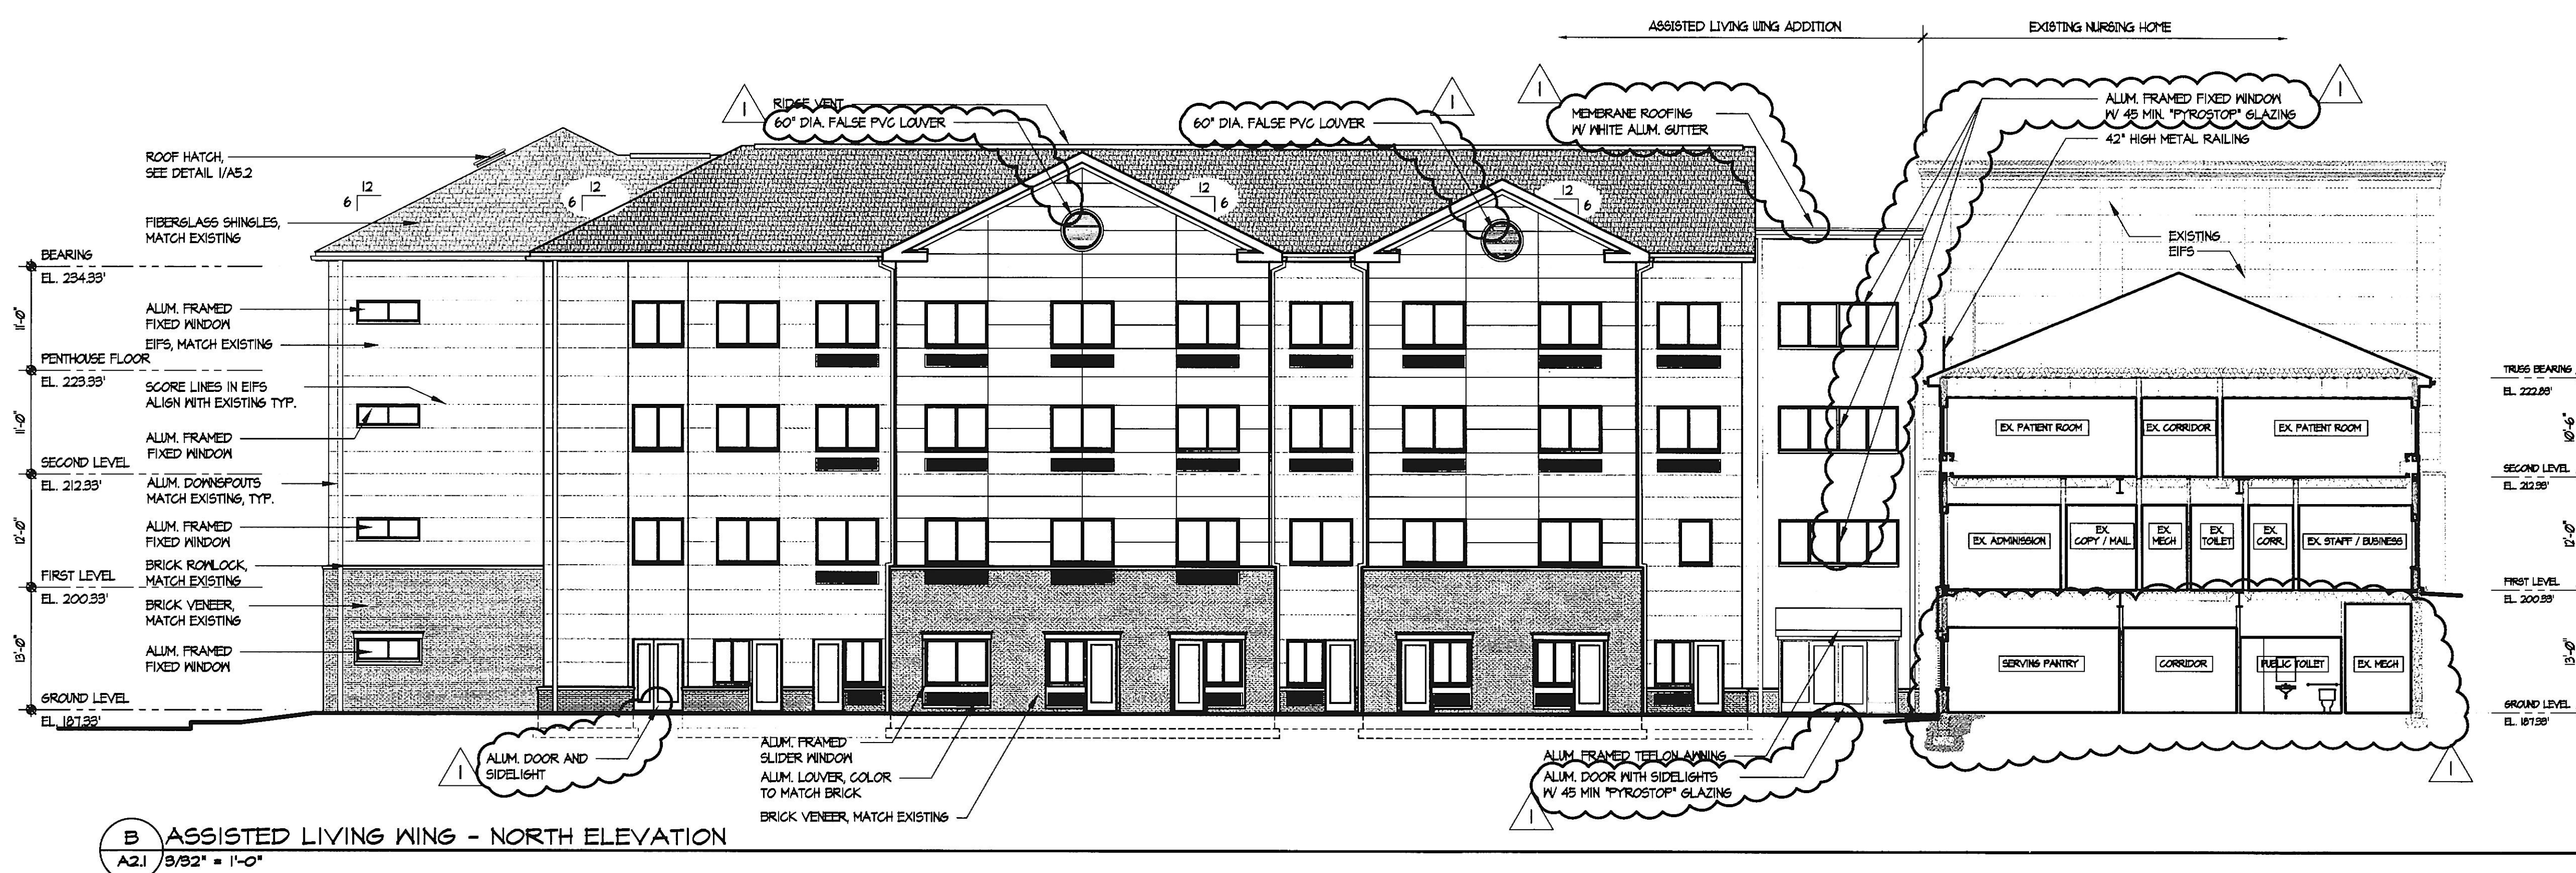 ASSISTED LIVING WING ADDITION
EXISTING NURSING HOME
1
RIDGE VENT
60" DIA. FALSE PVC LOUVER
60" DIA. FALSE PVC LOUVER
1
1
MEMBRANE ROOFING
W/ WHITE ALUM. GUTTER
ALUM. FRAMED FIXED WINDOW
W/ 45 MIN. "PYROSTOP" GLAZING
1
42" HIGH METAL RAILING
ROOF HATCH,
SEE DETAIL 1/A5.2
12
6
12
6
12
6
12
6
FIBERGLASS SHINGLES,
MATCH EXISTING
EXISTING
EIFS
BEARING
EL. 234.33'
11'-0"
ALUM. FRAMED
FIXED WINDOW
EIFS, MATCH EXISTING
PENTHOUSE FLOOR
EL. 223.33'
11'-0"
SCORE LINES IN EIFS
ALIGN WITH EXISTING TYP.
ALUM. FRAMED
FIXED WINDOW
SECOND LEVEL
EL. 212.33'
12'-0"
ALUM. DOWNSPOUTS
MATCH EXISTING, TYP.
ALUM. FRAMED
FIXED WINDOW
BRICK ROWLOCK,
MATCH EXISTING
FIRST LEVEL
EL. 200.33'
13'-0"
BRICK VENEER,
MATCH EXISTING
ALUM. FRAMED
FIXED WINDOW
GROUND LEVEL
EL. 187.33'
TRUSS BEARING
EL. 222.83'
10'-6"
EX. PATIENT ROOM
EX. CORRIDOR
EX. PATIENT ROOM
SECOND LEVEL
EL. 212.33'
12'-0"
EX. ADMINISSION
EX.
COPY / MAIL
EX.
MECH
EX.
TOILET
EX.
CORR.
EX. STAFF / BUSINESS
FIRST LEVEL
EL. 200.33'
13'-0"
SERVING PANTRY
CORRIDOR
PUBLIC TOILET
EX. MECH
GROUND LEVEL
EL. 187.33'
1
ALUM. DOOR AND
SIDELIGHT
ALUM. FRAMED
SLIDER WINDOW
ALUM. LOUVER, COLOR
TO MATCH BRICK
BRICK VENEER, MATCH EXISTING
ALUM. FRAMED TEFLON AWNING
ALUM. DOOR WITH SIDELIGHTS
W/ 45 MIN "PYROSTOP" GLAZING
1
1
B
A2.1
ASSISTED LIVING WING - NORTH ELEVATION
3/32" = 1'-0"